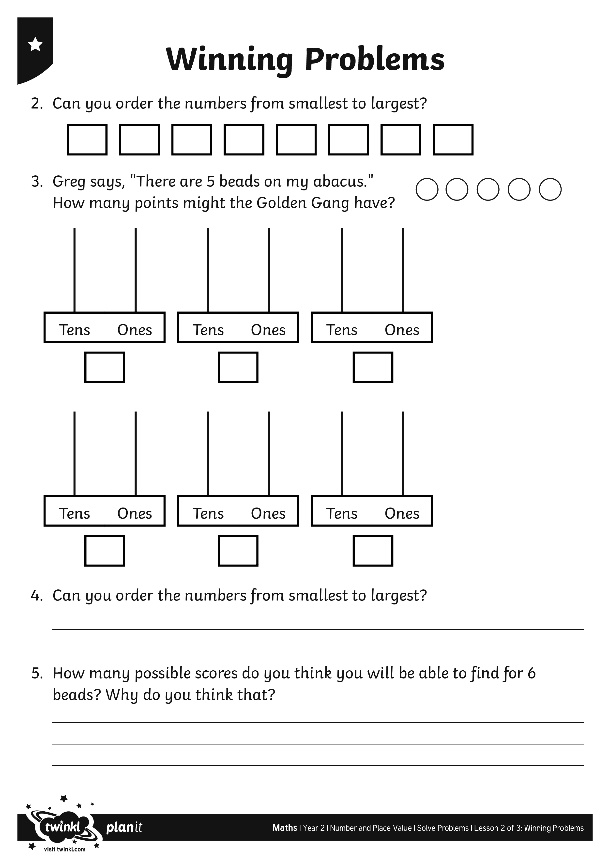 Winning Problems
2. Can you order the numbers from smallest to largest?
3. Greg says, "There are 5 beads on my abacus."
How many points might the Golden Gang have?
Tens Ones Tens Ones Tens Ones
Tens Ones Tens Ones Tens Ones
4. Can you order the numbers from smallest to largest?
5. How many possible scores do you think you will be able to find for 6
beads? Why do you think that?
twinkl planit
visit twinkl.com
Maths | Year 2 | Number and Place Value | Solve Problems | Lesson 2 of 3: Winning Problems